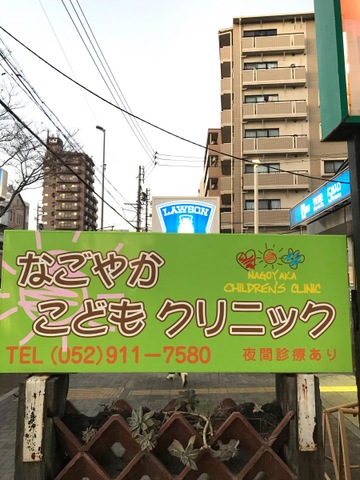 LAWSON
なごやか
NAGOYAKA
CHILDREN'S CLINIC
こども クリニック
TEL (052)911-7580
夜間診療あり